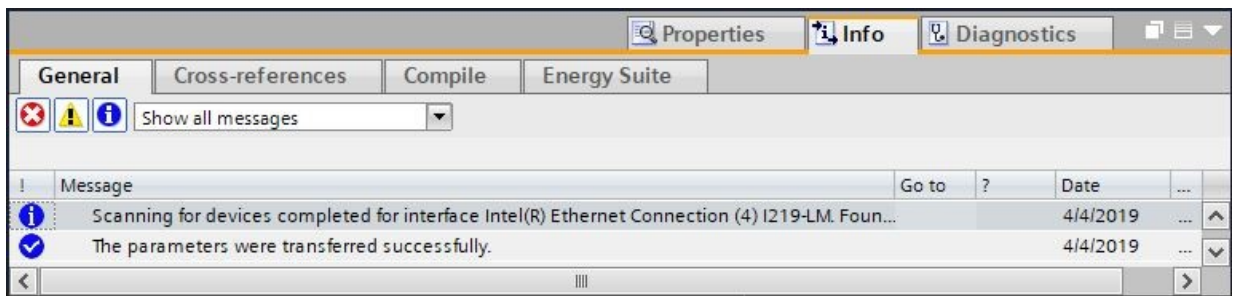 Properties Info Diagnostics
General Cross-references Compile Energy Suite
Show all messages
! Message Go to ? Date ...
Scanning for devices completed for interface Intel(R) Ethernet Connection (4) I219-LM. Foun... 4/4/2019 ...
The parameters were transferred successfully. 4/4/2019 ...